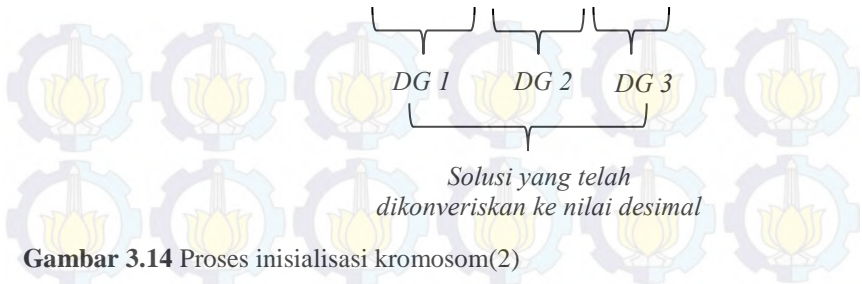 DG 1 DG 2 DG 3
Solusi yang telah
dikonveriskan ke nilai desimal
Gambar 3.14 Proses inisialisasi kromosom(2)